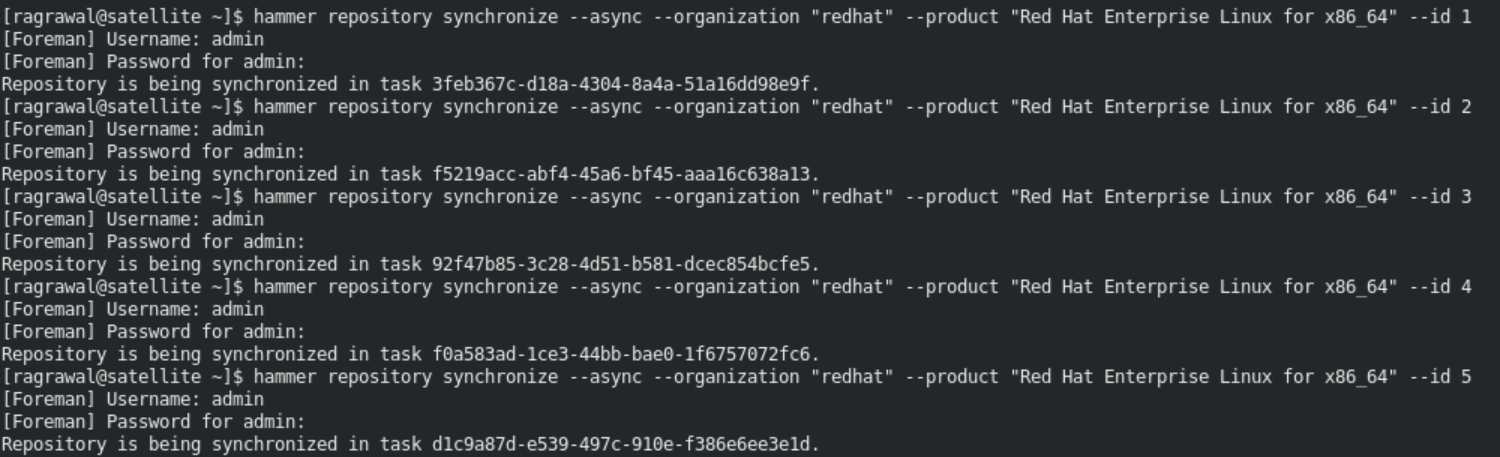 [ragrawal@satellite ~]$ hammer repository synchronize --async --organization "redhat" --product "Red Hat Enterprise Linux for x86_64" --id 1
[Foreman] Username: admin
[Foreman] Password for admin:
Repository is being synchronized in task 3feb367c-d18a-4304-8a4a-51a16dd98e9f.
[ragrawal@satellite ~]$ hammer repository synchronize --async --organization "redhat" --product "Red Hat Enterprise Linux for x86_64" --id 2
[Foreman] Username: admin
[Foreman] Password for admin:
Repository is being synchronized in task f5219acc-abf4-45a6-bf45-aaa16c638a13.
[ragrawal@satellite ~]$ hammer repository synchronize --async --organization "redhat" --product "Red Hat Enterprise Linux for x86_64" --id 3
[Foreman] Username: admin
[Foreman] Password for admin:
Repository is being synchronized in task 92f47b85-3c28-4d51-b581-dcec854bcfe5.
[ragrawal@satellite ~]$ hammer repository synchronize --async --organization "redhat" --product "Red Hat Enterprise Linux for x86_64" --id 4
[Foreman] Username: admin
[Foreman] Password for admin:
Repository is being synchronized in task f0a583ad-1ce3-44bb-bae0-1f6757072fc6.
[ragrawal@satellite ~]$ hammer repository synchronize --async --organization "redhat" --product "Red Hat Enterprise Linux for x86_64" --id 5
[Foreman] Username: admin
[Foreman] Password for admin:
Repository is being synchronized in task d1c9a87d-e539-497c-910e-f386e6ee3e1d.